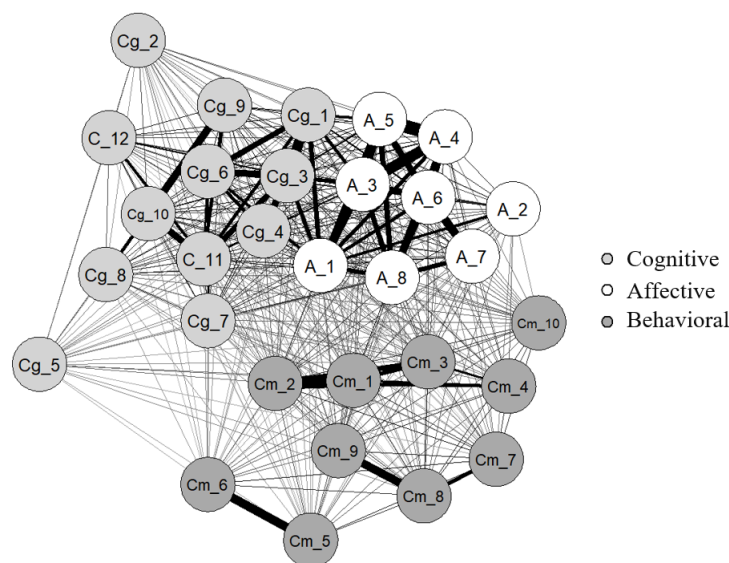 Cg_2
Cg_9
Cg_1
A_5
A_4
C_12
Cg_6
Cg_3
A_3
A_6
A_2
Cg_10
Cg_4
A_7
C_11
A_1
A_8
Cg_8
Cg_7
Cm_10
Cg_5
Cm_2
Cm_1
Cm_3
Cm_4
Cm_9
Cm_7
Cm_6
Cm_8
Cm_5
Cognitive
Affective
Behavioral